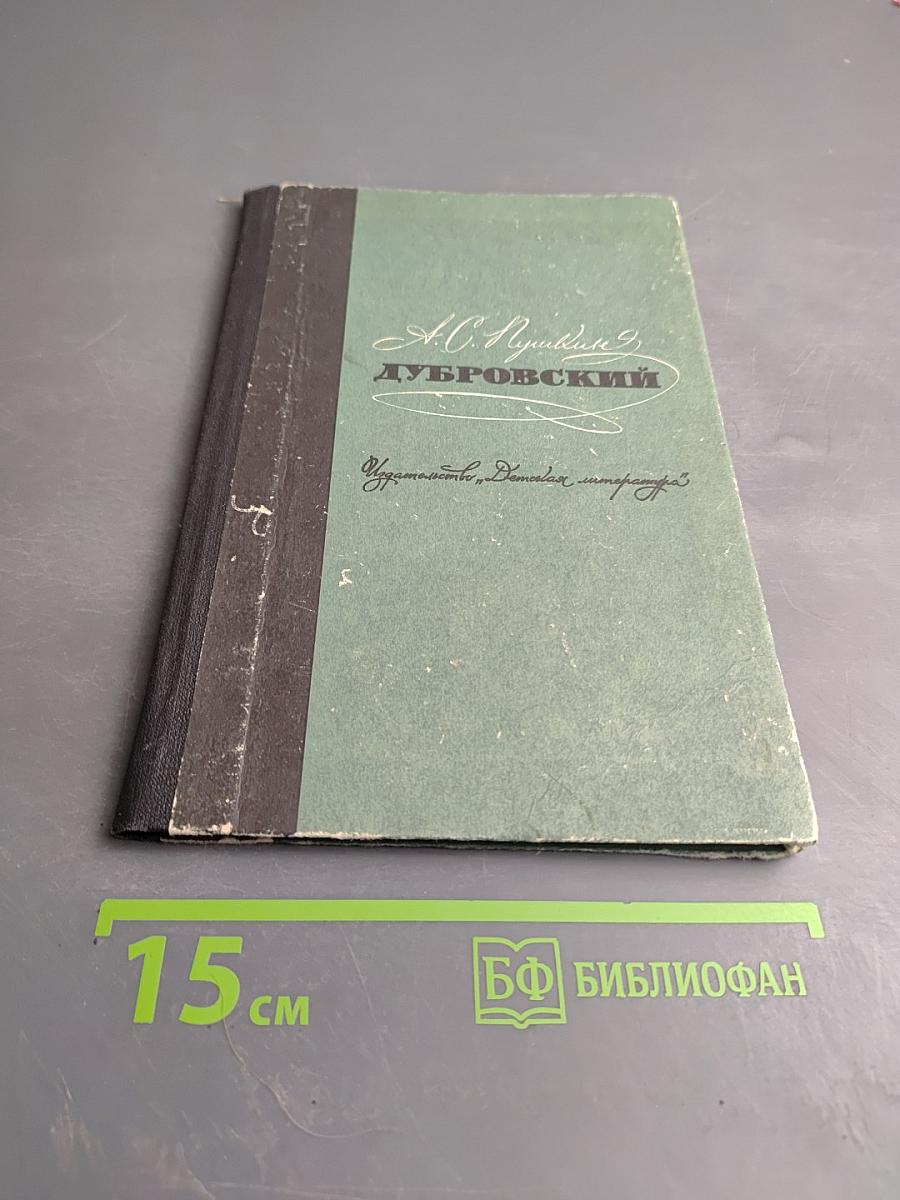 А. С. Пушкин
ДУБРОВСКИЙ
Издательство „Детская литература"
15 см
БФ БИБЛИОФАН